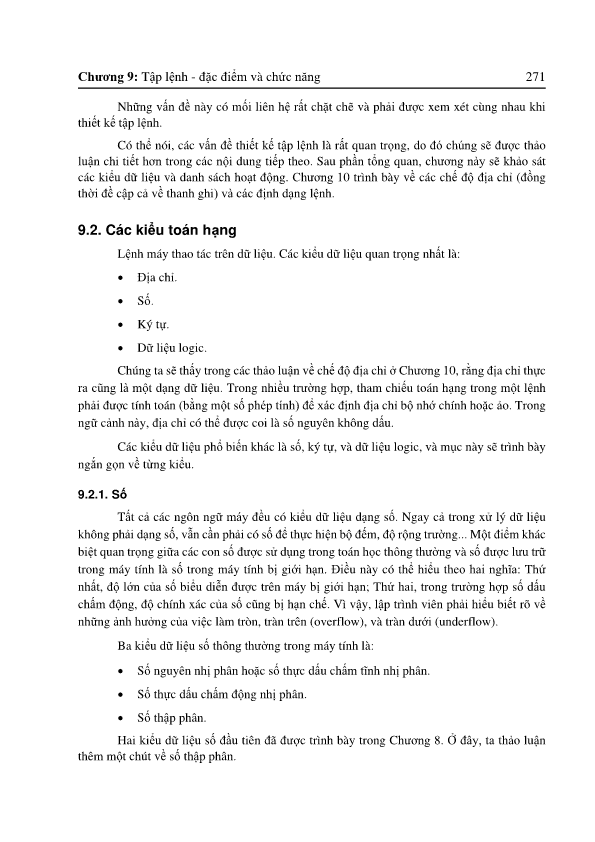 Chương 9: Tập lệnh - đặc điểm và chức năng 271
Những vấn đề này có mối liên hệ rất chặt chẽ và phải được xem xét cùng nhau khi
thiết kế tập lệnh.
Có thể nói, các vấn đề thiết kế tập lệnh là rất quan trọng, do đó chúng sẽ được thảo
luận chi tiết hơn trong các nội dung tiếp theo. Sau phần tổng quan, chương này sẽ khảo sát
các kiểu dữ liệu và danh sách hoạt động. Chương 10 trình bày về các chế độ địa chỉ (đồng
thời đề cập cả về thanh ghi) và các định dạng lệnh.
9.2. Các kiểu toán hạng
Lệnh máy thao tác trên dữ liệu. Các kiểu dữ liệu quan trọng nhất là:
• Địa chỉ.
• Số.
• Ký tự.
• Dữ liệu logic.
Chúng ta sẽ thấy trong các thảo luận về chế độ địa chỉ ở Chương 10, rằng địa chỉ thực
ra cũng là một dạng dữ liệu. Trong nhiều trường hợp, tham chiếu toán hạng trong một lệnh
phải được tính toán (bằng một số phép tính) để xác định địa chỉ bộ nhớ chính hoặc ảo. Trong
ngữ cảnh này, địa chỉ có thể được coi là số nguyên không dấu.
Các kiểu dữ liệu phổ biến khác là số, ký tự, và dữ liệu logic, và mục này sẽ trình bày
ngắn gọn về từng kiểu.
9.2.1. Số
Tất cả các ngôn ngữ máy đều có kiểu dữ liệu dạng số. Ngay cả trong xử lý dữ liệu
không phải dạng số, vẫn cần phải có số để thực hiện bộ đếm, độ rộng trường... Một điểm khác
biệt quan trọng giữa các con số được sử dụng trong toán học thông thường và số được lưu trữ
trong máy tính là số trong máy tính bị giới hạn. Điều này có thể hiểu theo hai nghĩa: Thứ
nhất, độ lớn của số biểu diễn được trên máy bị giới hạn; Thứ hai, trong trường hợp số dấu
chấm động, độ chính xác của số cũng bị hạn chế. Vì vậy, lập trình viên phải hiểu biết rõ về
những ảnh hưởng của việc làm tròn, tràn trên (overflow), và tràn dưới (underflow).
Ba kiểu dữ liệu số thông thường trong máy tính là:
• Số nguyên nhị phân hoặc số thực dấu chấm tĩnh nhị phân.
• Số thực dấu chấm động nhị phân.
• Số thập phân.
Hai kiểu dữ liệu số đầu tiên đã được trình bày trong Chương 8. Ở đây, ta thảo luận
thêm một chút về số thập phân.